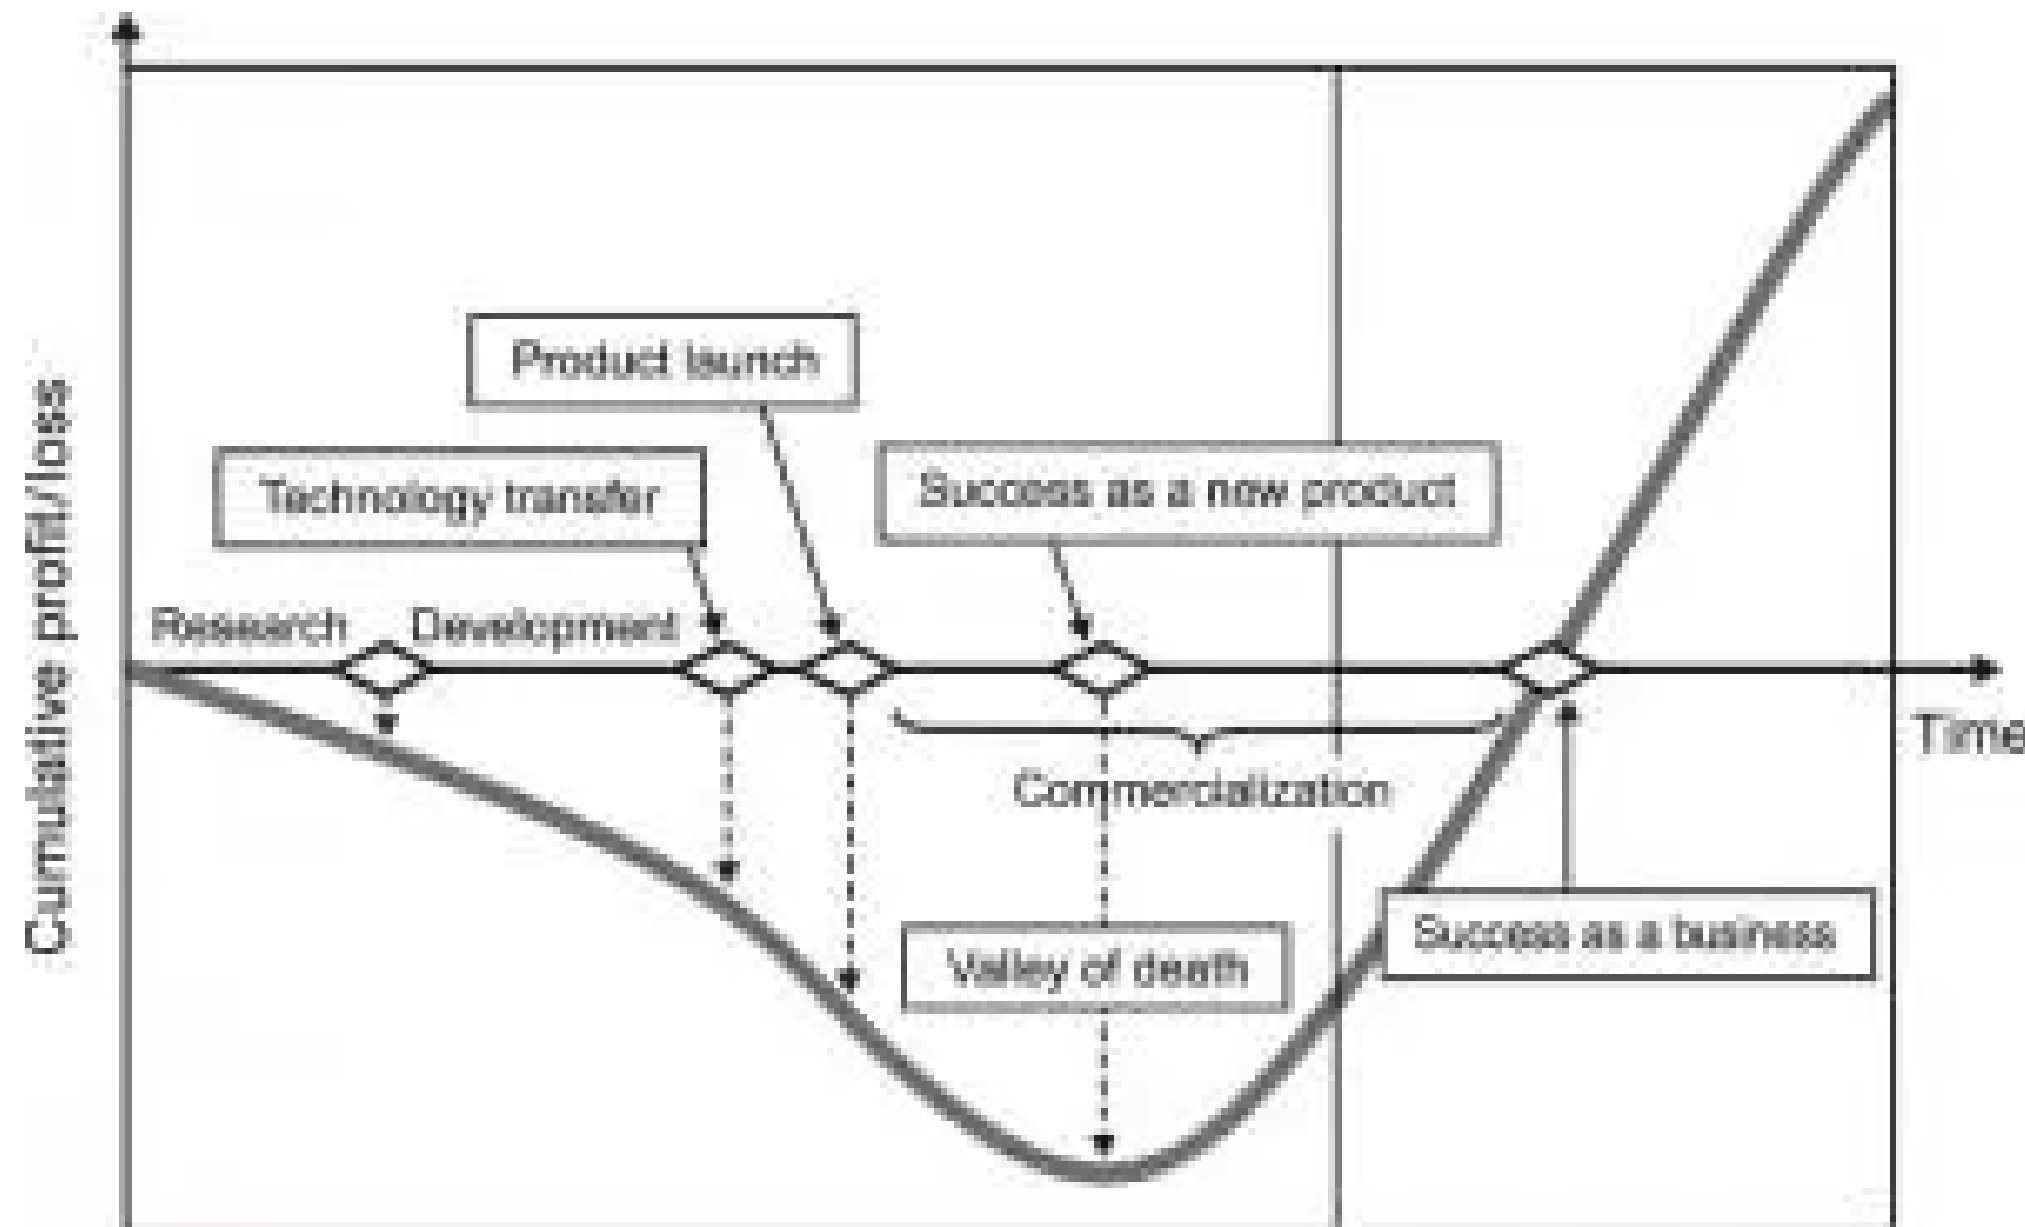 Product launch
Technology transfer
Success as a new product
Research
Development
Cumulative profit/loss
Time
Commercialization
Success as a business
Valley of death